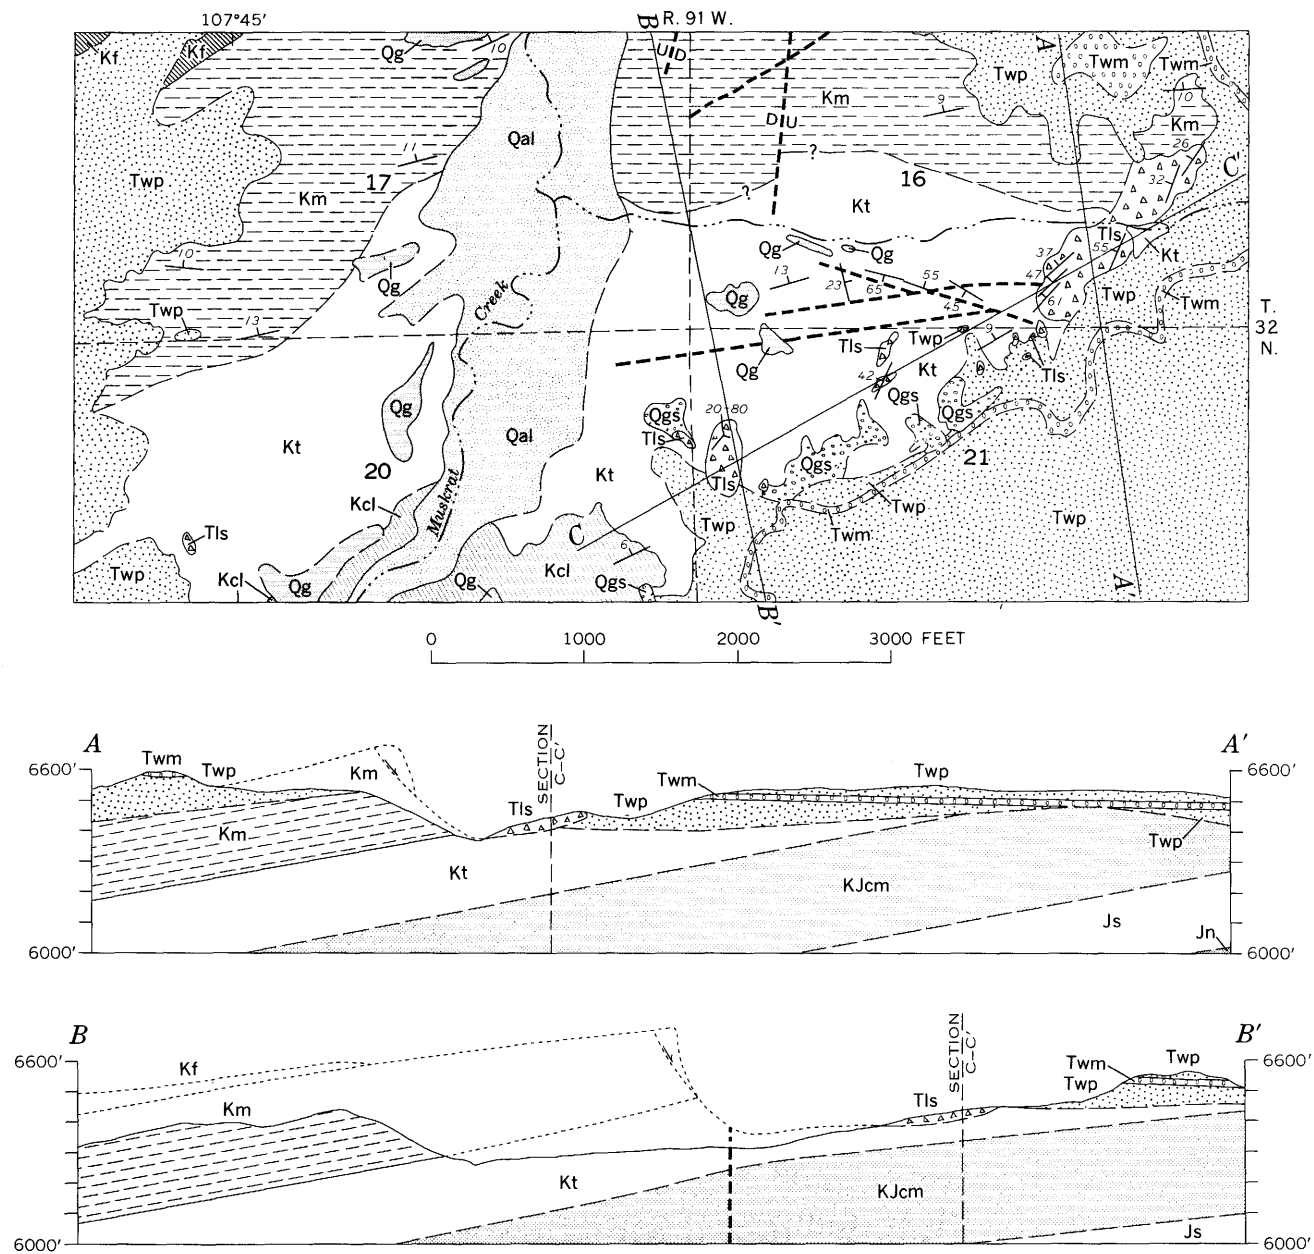 107°45′
B R. 91 W.
Kf
Kf
Qg
10
U D
A
Twp
Twm
Twm
Qal
Km
9
10
Km
D U
?
26
11
17
16
32
C′
Twp
Km
?
Kt
Tls
55
Kt
Qg
Qg
37
10
Qg
13
23
65
55
47
Twp
Twm
Creek
Qg
45
61
T.
32
N.
Twp
13
Tls
Twp
9
Qg
Kt
Tls
42
Qgs
Qg
Qgs
20-80
Qgs
Qal
Tls
Kt
20
Kt
Qgs
21
Tls
Kcl
Muskrat
Twp
Twp
Twm
Twp
C
Tls
6
Twp
Kcl
Qg
Qg
Kcl
Qgs
A′
B′
0 1000 2000 3000 FEET
A
A′
SECTION
C–C′
6600′
Twm
Twp
Km
Tls
Twp
Twm
Twp
6600′
Km
Kt
KJcm
Twp
Js
Jn
6000′
6000′
B
B′
SECTION
C–C′
6600′
Kf
Twm
Twp
6600′
Twp
Km
Tls
Kt
KJcm
Js
6000′
6000′